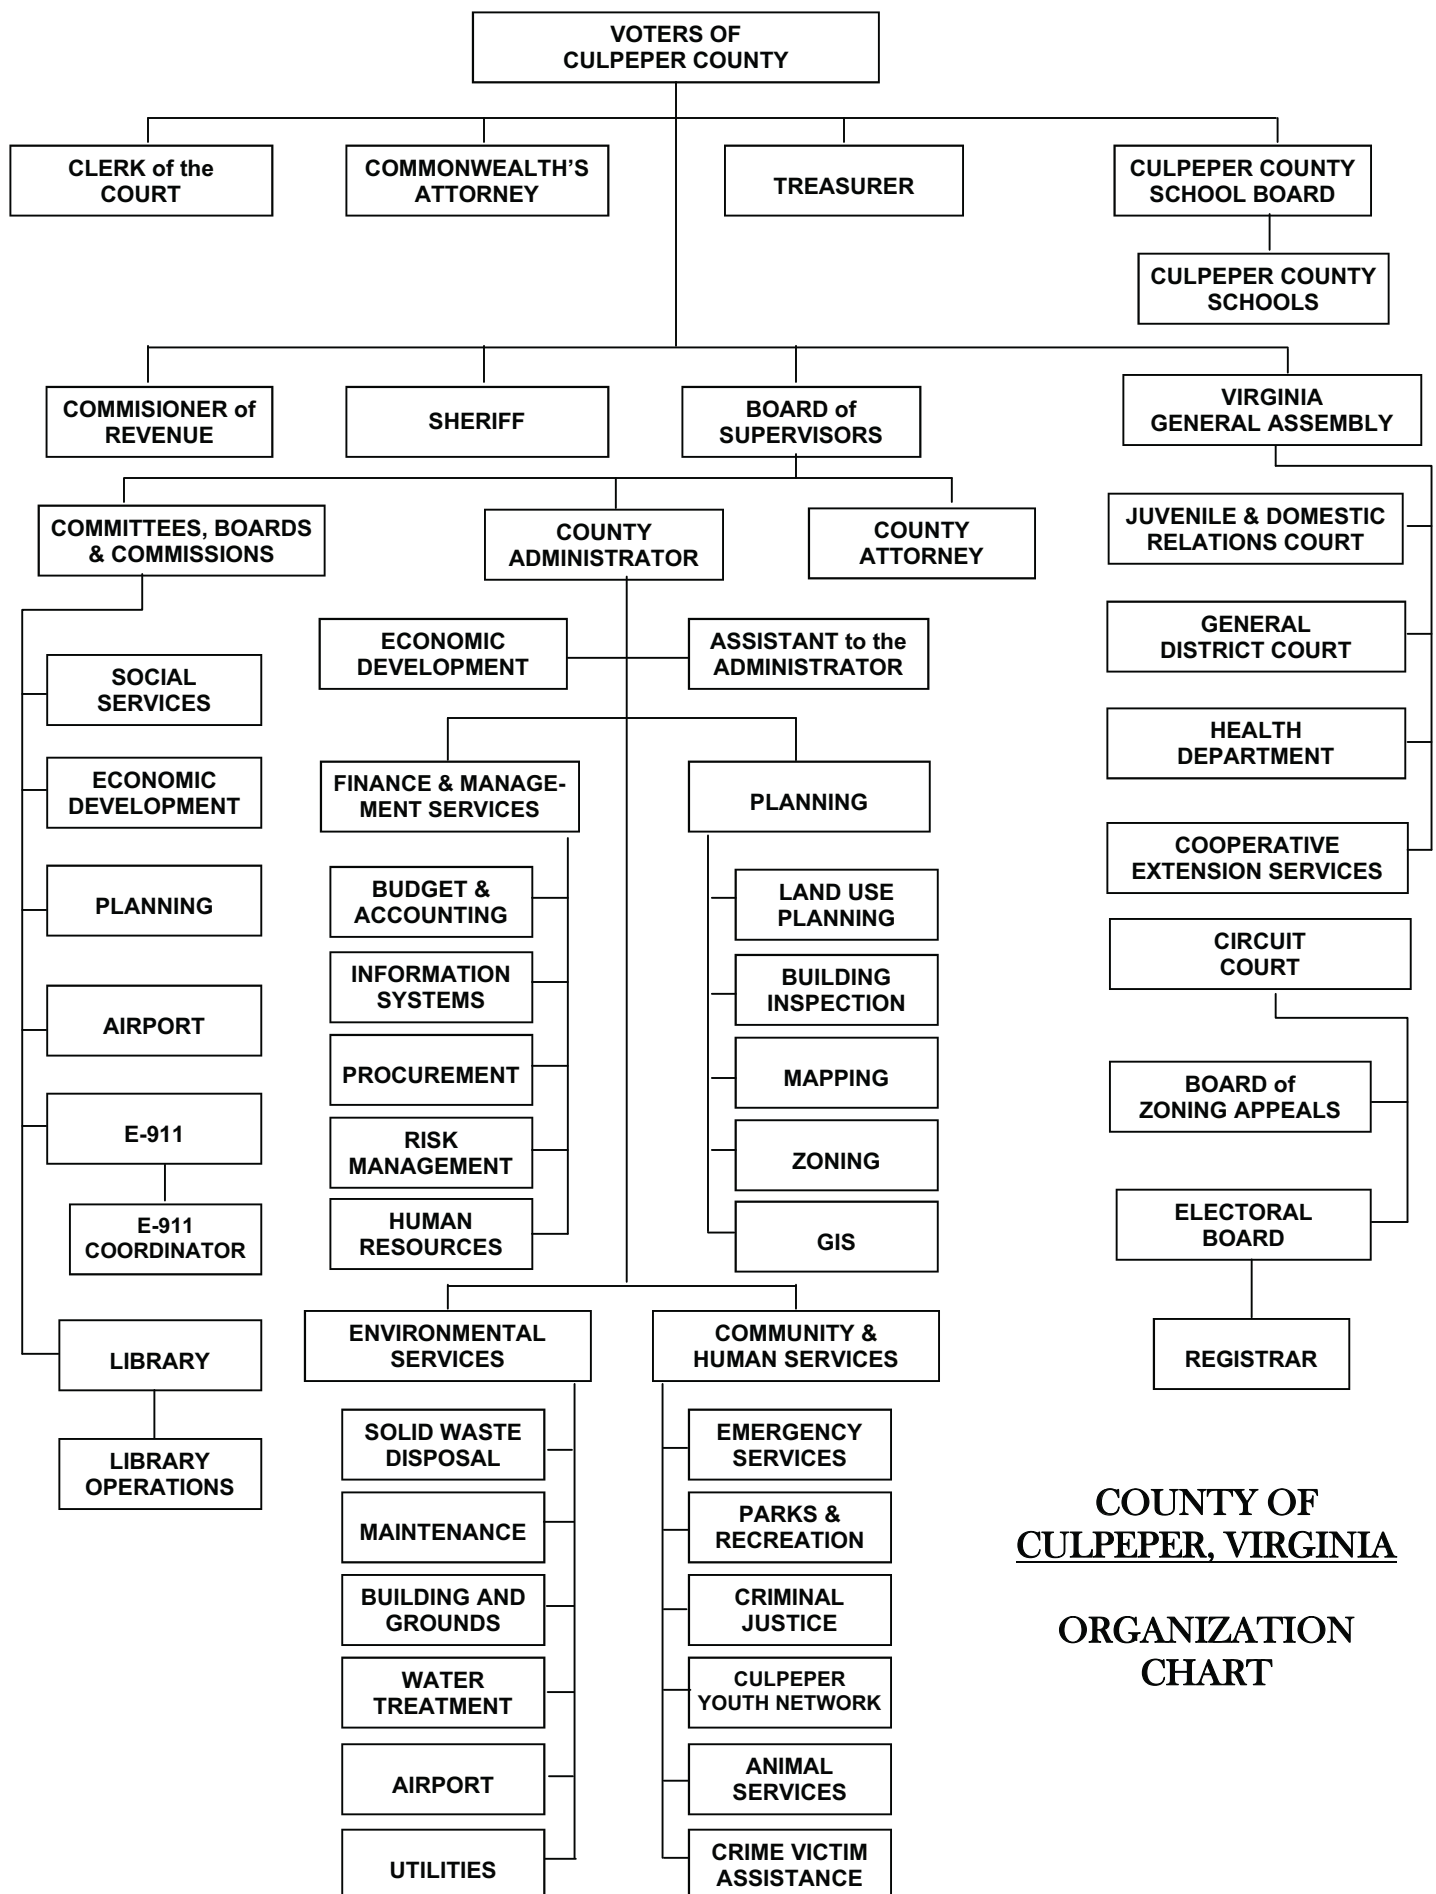 VOTERS OF
CULPEPER COUNTY
CLERK of the
COURT
COMMONWEALTH'S
ATTORNEY
TREASURER
CULPEPER COUNTY
SCHOOL BOARD
CULPEPER COUNTY
SCHOOLS
COMMISIONER of
REVENUE
SHERIFF
BOARD of
SUPERVISORS
VIRGINIA
GENERAL ASSEMBLY
COMMITTEES, BOARDS
& COMMISSIONS
COUNTY
ADMINISTRATOR
COUNTY
ATTORNEY
JUVENILE & DOMESTIC
RELATIONS COURT
GENERAL
DISTRICT COURT
HEALTH
DEPARTMENT
COOPERATIVE
EXTENSION SERVICES
CIRCUIT
COURT
BOARD of
ZONING APPEALS
ELECTORAL
BOARD
REGISTRAR
SOCIAL
SERVICES
ECONOMIC
DEVELOPMENT
PLANNING
AIRPORT
E-911
E-911
COORDINATOR
LIBRARY
LIBRARY
OPERATIONS
ECONOMIC
DEVELOPMENT
ASSISTANT to the
ADMINISTRATOR
FINANCE & MANAGE-
MENT SERVICES
BUDGET &
ACCOUNTING
INFORMATION
SYSTEMS
PROCUREMENT
RISK
MANAGEMENT
HUMAN
RESOURCES
PLANNING
LAND USE
PLANNING
BUILDING
INSPECTION
MAPPING
ZONING
GIS
ENVIRONMENTAL
SERVICES
SOLID WASTE
DISPOSAL
MAINTENANCE
BUILDING AND
GROUNDS
WATER
TREATMENT
AIRPORT
UTILITIES
COMMUNITY &
HUMAN SERVICES
EMERGENCY
SERVICES
PARKS &
RECREATION
CRIMINAL
JUSTICE
CULPEPER
YOUTH NETWORK
ANIMAL
SERVICES
CRIME VICTIM
ASSISTANCE
COUNTY OF
CULPEPER, VIRGINIA
ORGANIZATION
CHART